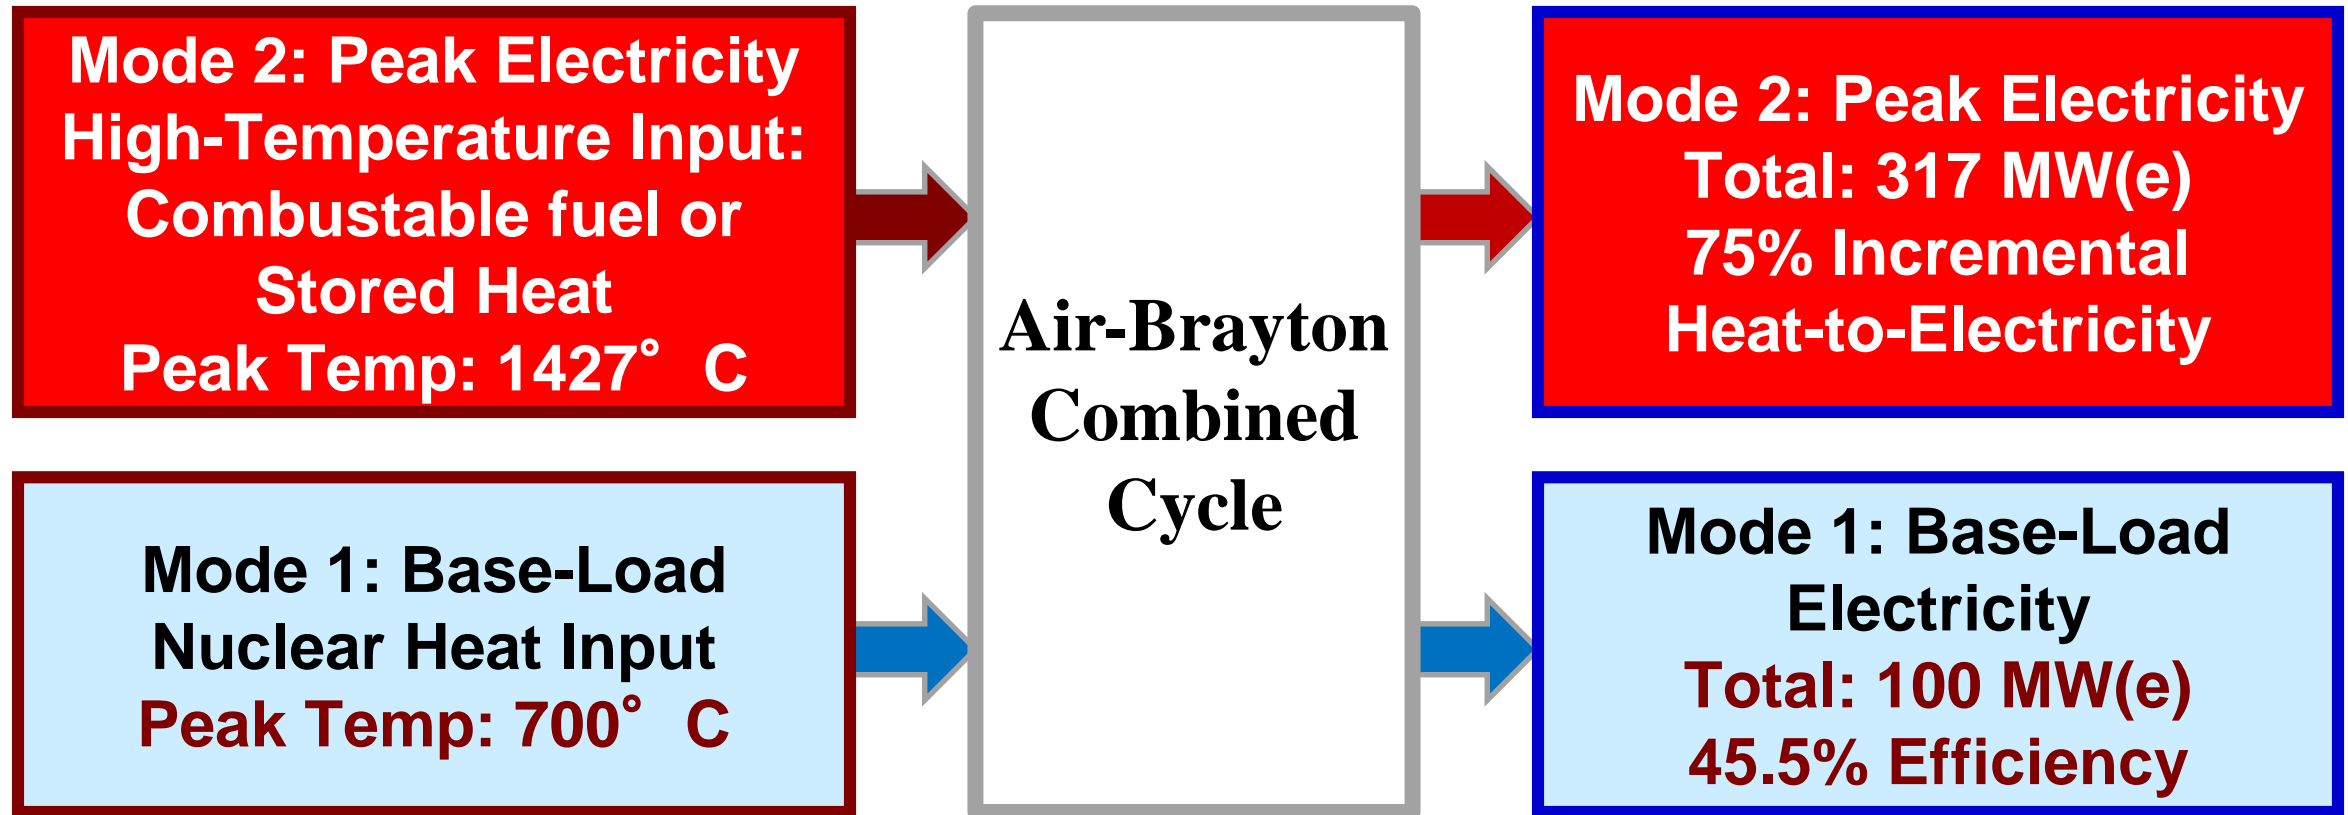 Mode 2: Peak Electricity
High-Temperature Input:
Combustable fuel or
Stored Heat
Peak Temp: 1427° C
Mode 1: Base-Load
Nuclear Heat Input
Peak Temp: 700° C
Air-Brayton
Combined
Cycle
Mode 2: Peak Electricity
Total: 317 MW(e)
75% Incremental
Heat-to-Electricity
Mode 1: Base-Load
Electricity
Total: 100 MW(e)
45.5% Efficiency